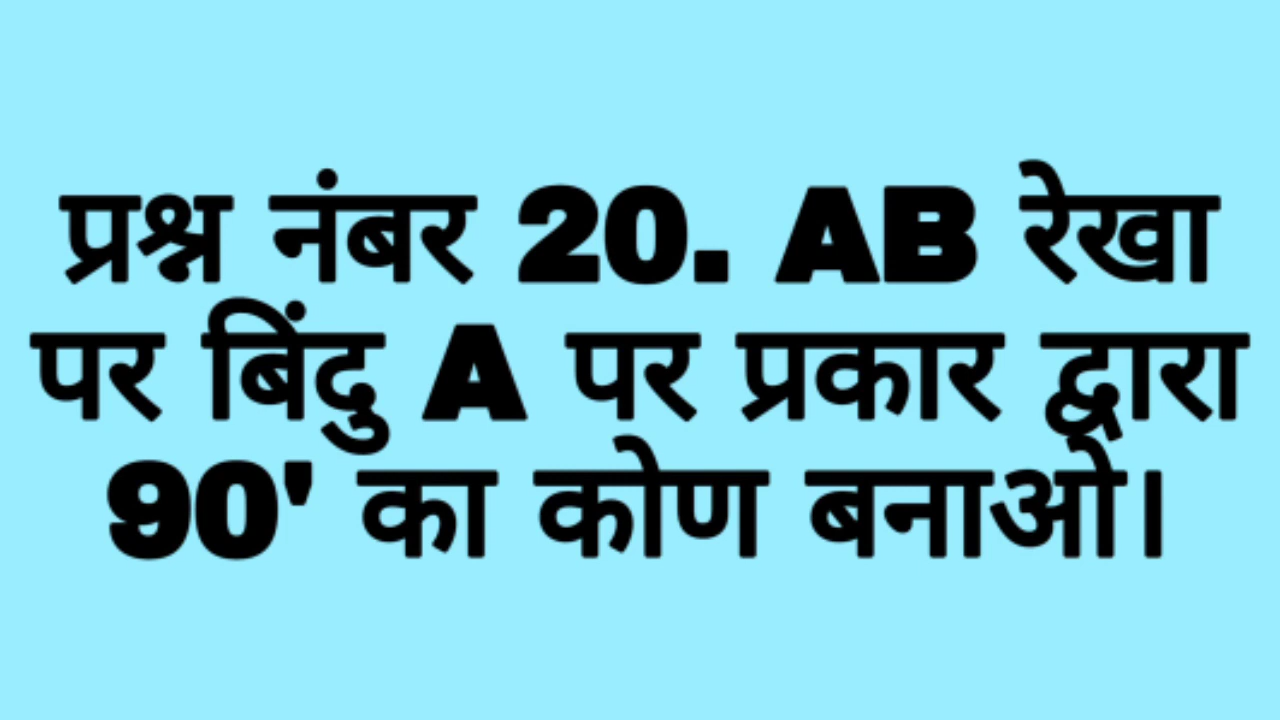 प्रश्न नंबर 20. AB रेखा
पर बिंदु A पर प्रकार द्वारा
90' का कोण बनाओ।